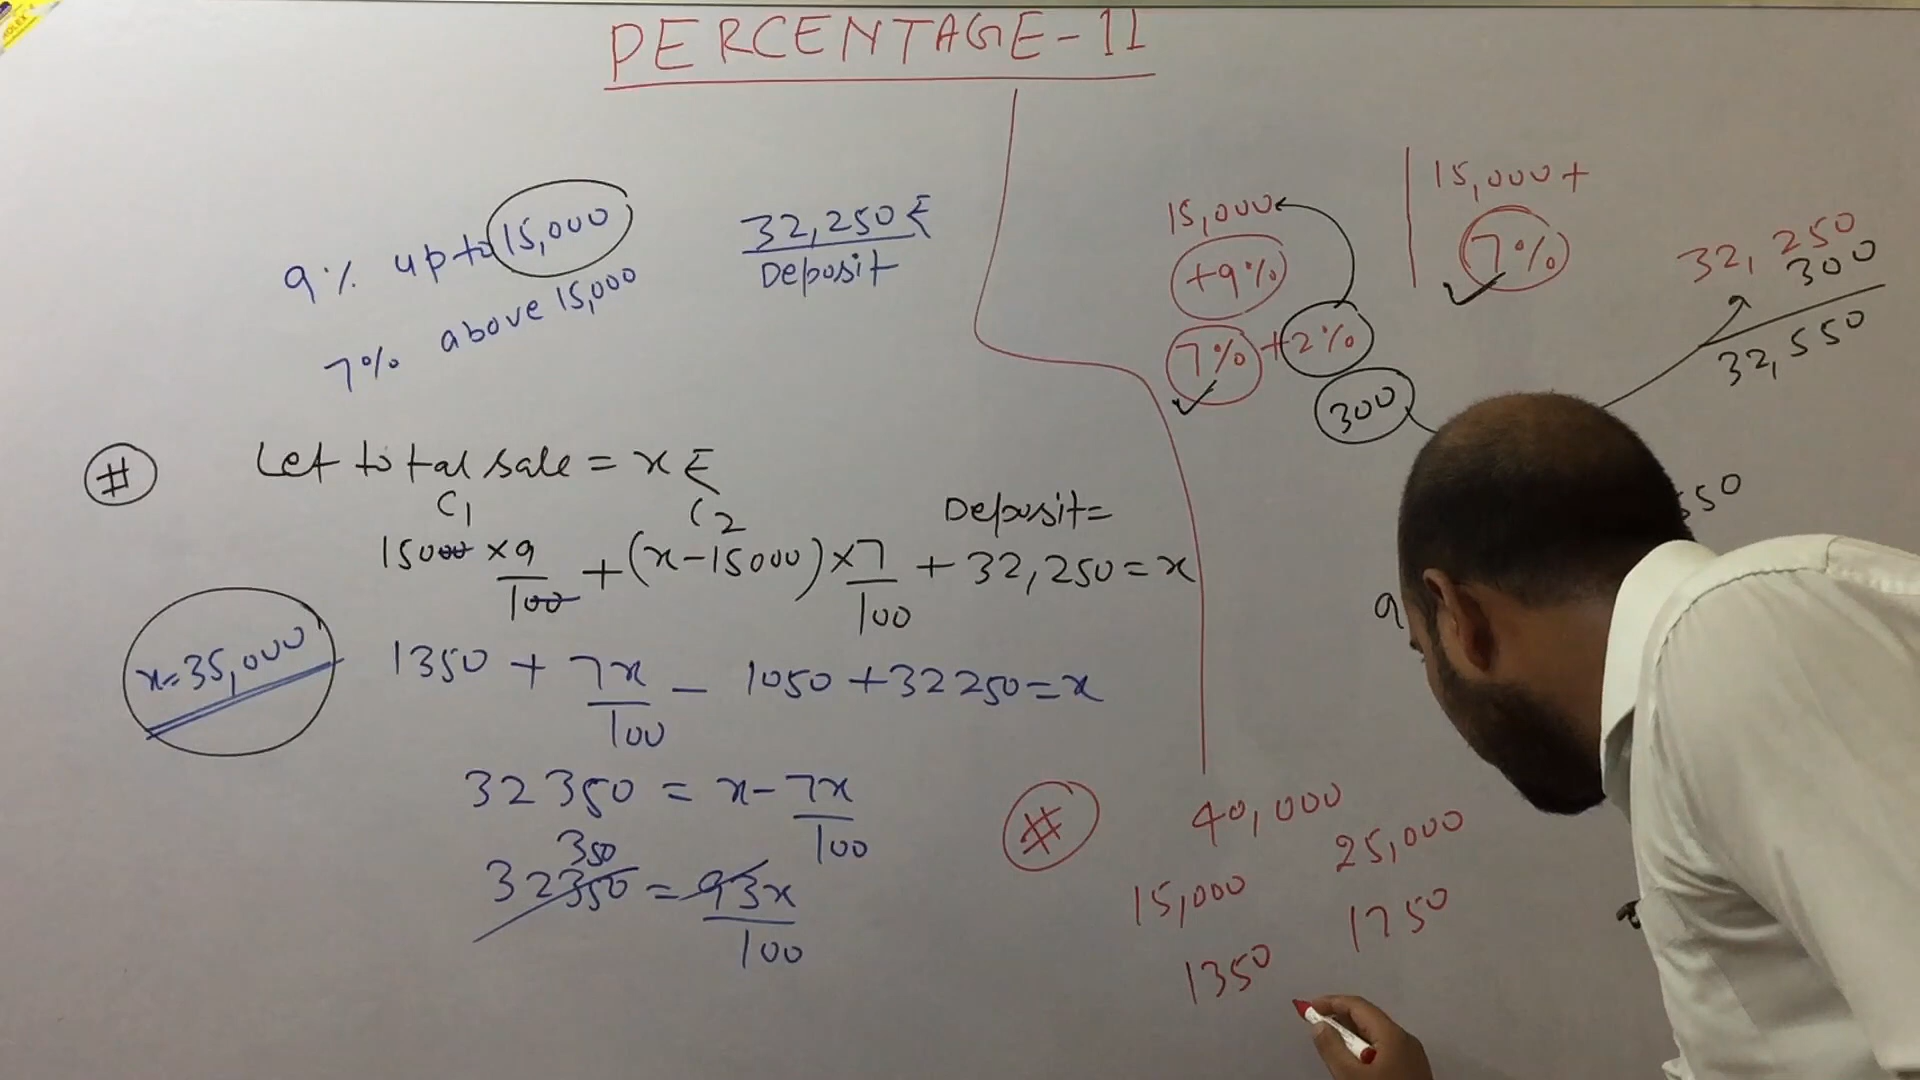 PERCENTAGE-11
9% up to 15,000
7% above 15,000
32,250₹
Deposit
# Let total sale = x ₹
C1 C2 Deposit=
15000 × 9/100 + (x-15000) × 7/100 + 32,250 = x
1350 + 7x/100 - 1050 + 32250 = x
x = 35,000
32350 = x - 7x/100
350
32350 = 93x/100
15,000
+9%
7% + 2%
300
15,000 +
7%
32,250
300
32,550
550
9
# 40,000
15,000 25,000
1350 1750